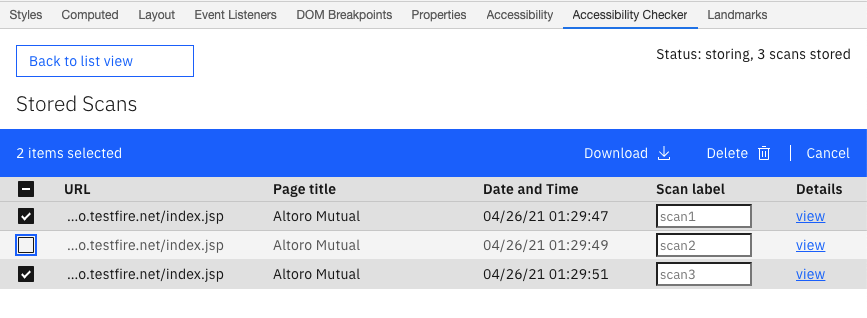 Styles Computed Layout Event Listeners DOM Breakpoints Properties Accessibility Accessibility Checker Landmarks
Back to list view Status: storing, 3 scans stored
Stored Scans
2 items selected Download Delete Cancel
URL Page title Date and Time Scan label Details
...o.testfire.net/index.jsp Altoro Mutual 04/26/21 01:29:47 scan1 view
...o.testfire.net/index.jsp Altoro Mutual 04/26/21 01:29:49 scan2 view
...o.testfire.net/index.jsp Altoro Mutual 04/26/21 01:29:51 scan3 view